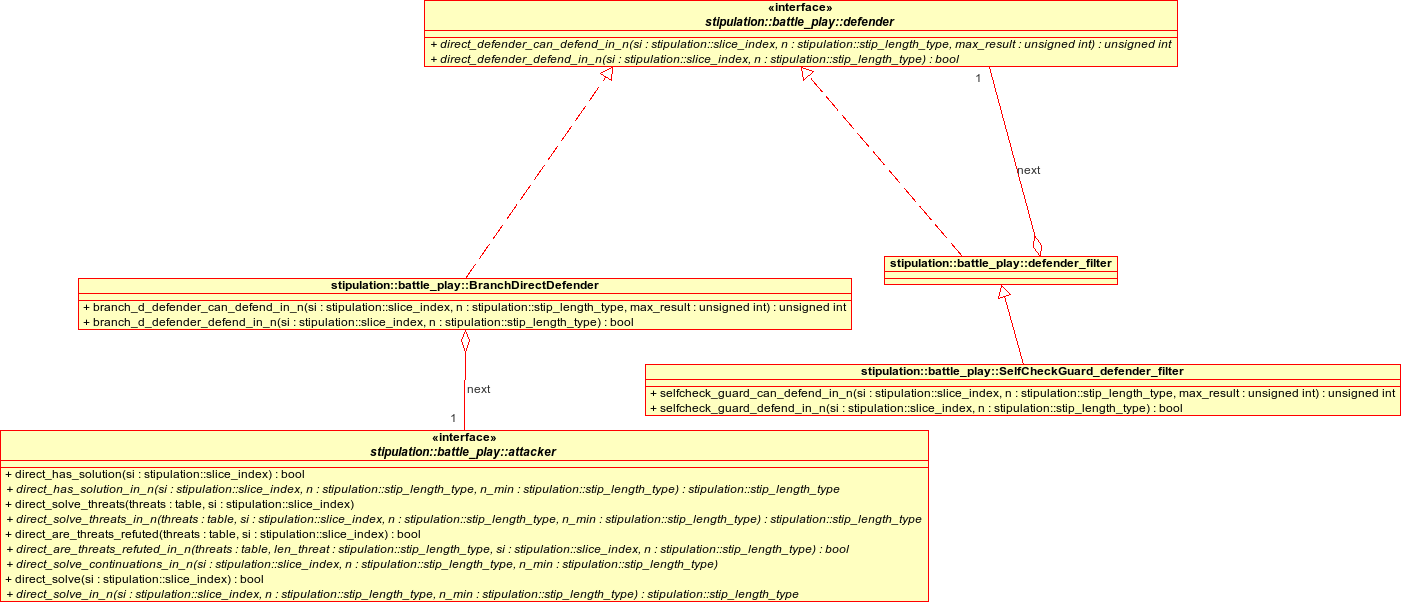 «interface»
stipulation::battle_play::defender
+ direct_defender_can_defend_in_n(si : stipulation::slice_index, n : stipulation::stip_length_type, max_result : unsigned int) : unsigned int
+ direct_defender_defend_in_n(si : stipulation::slice_index, n : stipulation::stip_length_type) : bool
1
next
stipulation::battle_play::defender_filter
stipulation::battle_play::BranchDirectDefender
+ branch_d_defender_can_defend_in_n(si : stipulation::slice_index, n : stipulation::stip_length_type, max_result : unsigned int) : unsigned int
+ branch_d_defender_defend_in_n(si : stipulation::slice_index, n : stipulation::stip_length_type) : bool
stipulation::battle_play::SelfCheckGuard_defender_filter
+ selfcheck_guard_can_defend_in_n(si : stipulation::slice_index, n : stipulation::stip_length_type, max_result : unsigned int) : unsigned int
+ selfcheck_guard_defend_in_n(si : stipulation::slice_index, n : stipulation::stip_length_type) : bool
next
1
«interface»
stipulation::battle_play::attacker
+ direct_has_solution(si : stipulation::slice_index) : bool
+ direct_has_solution_in_n(si : stipulation::slice_index, n : stipulation::stip_length_type, n_min : stipulation::stip_length_type) : stipulation::stip_length_type
+ direct_solve_threats(threats : table, si : stipulation::slice_index)
+ direct_solve_threats_in_n(threats : table, si : stipulation::slice_index, n : stipulation::stip_length_type, n_min : stipulation::stip_length_type) : stipulation::stip_length_type
+ direct_are_threats_refuted(threats : table, si : stipulation::slice_index) : bool
+ direct_are_threats_refuted_in_n(threats : table, len_threat : stipulation::stip_length_type, si : stipulation::slice_index, n : stipulation::stip_length_type) : bool
+ direct_solve_continuations_in_n(si : stipulation::slice_index, n : stipulation::stip_length_type, n_min : stipulation::stip_length_type)
+ direct_solve(si : stipulation::slice_index) : bool
+ direct_solve_in_n(si : stipulation::slice_index, n : stipulation::stip_length_type, n_min : stipulation::stip_length_type) : stipulation::stip_length_type